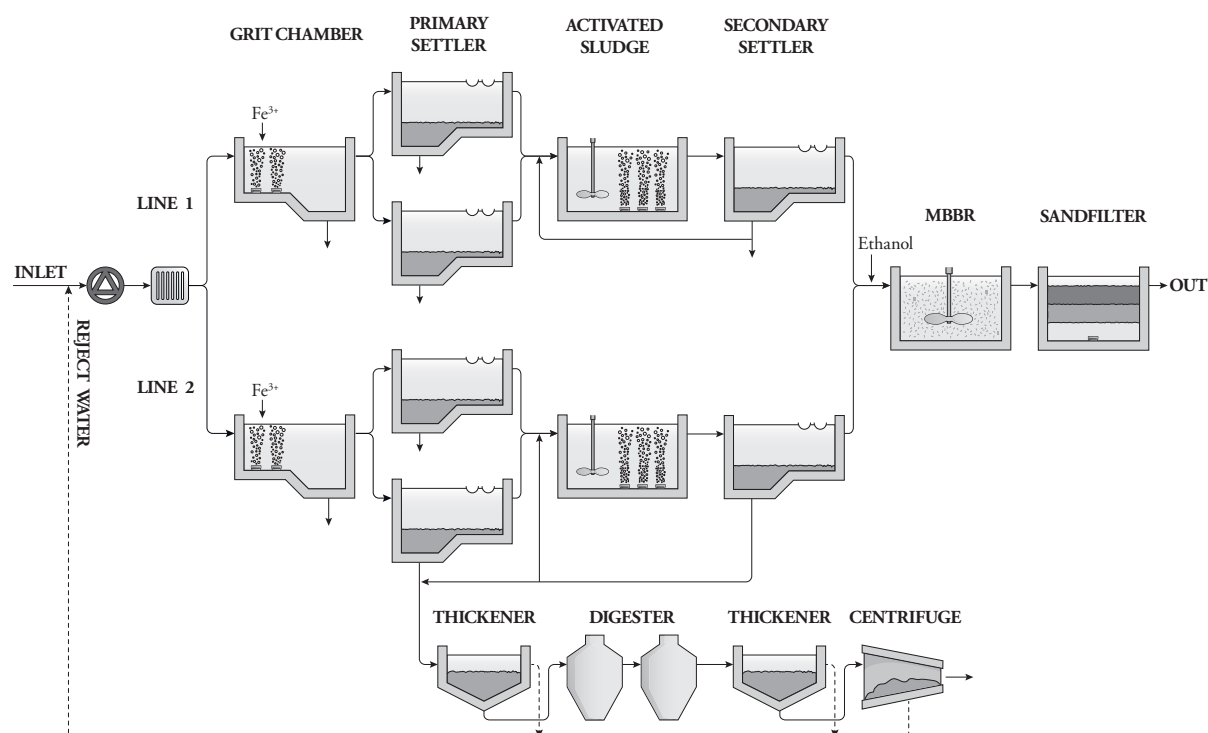 GRIT CHAMBER
PRIMARY
SETTLER
ACTIVATED
SLUDGE
SECONDARY
SETTLER
Fe³⁺
LINE 1
MBBR
SANDFILTER
Ethanol
INLET
OUT
REJECT WATER
LINE 2
Fe³⁺
THICKENER
DIGESTER
THICKENER
CENTRIFUGE